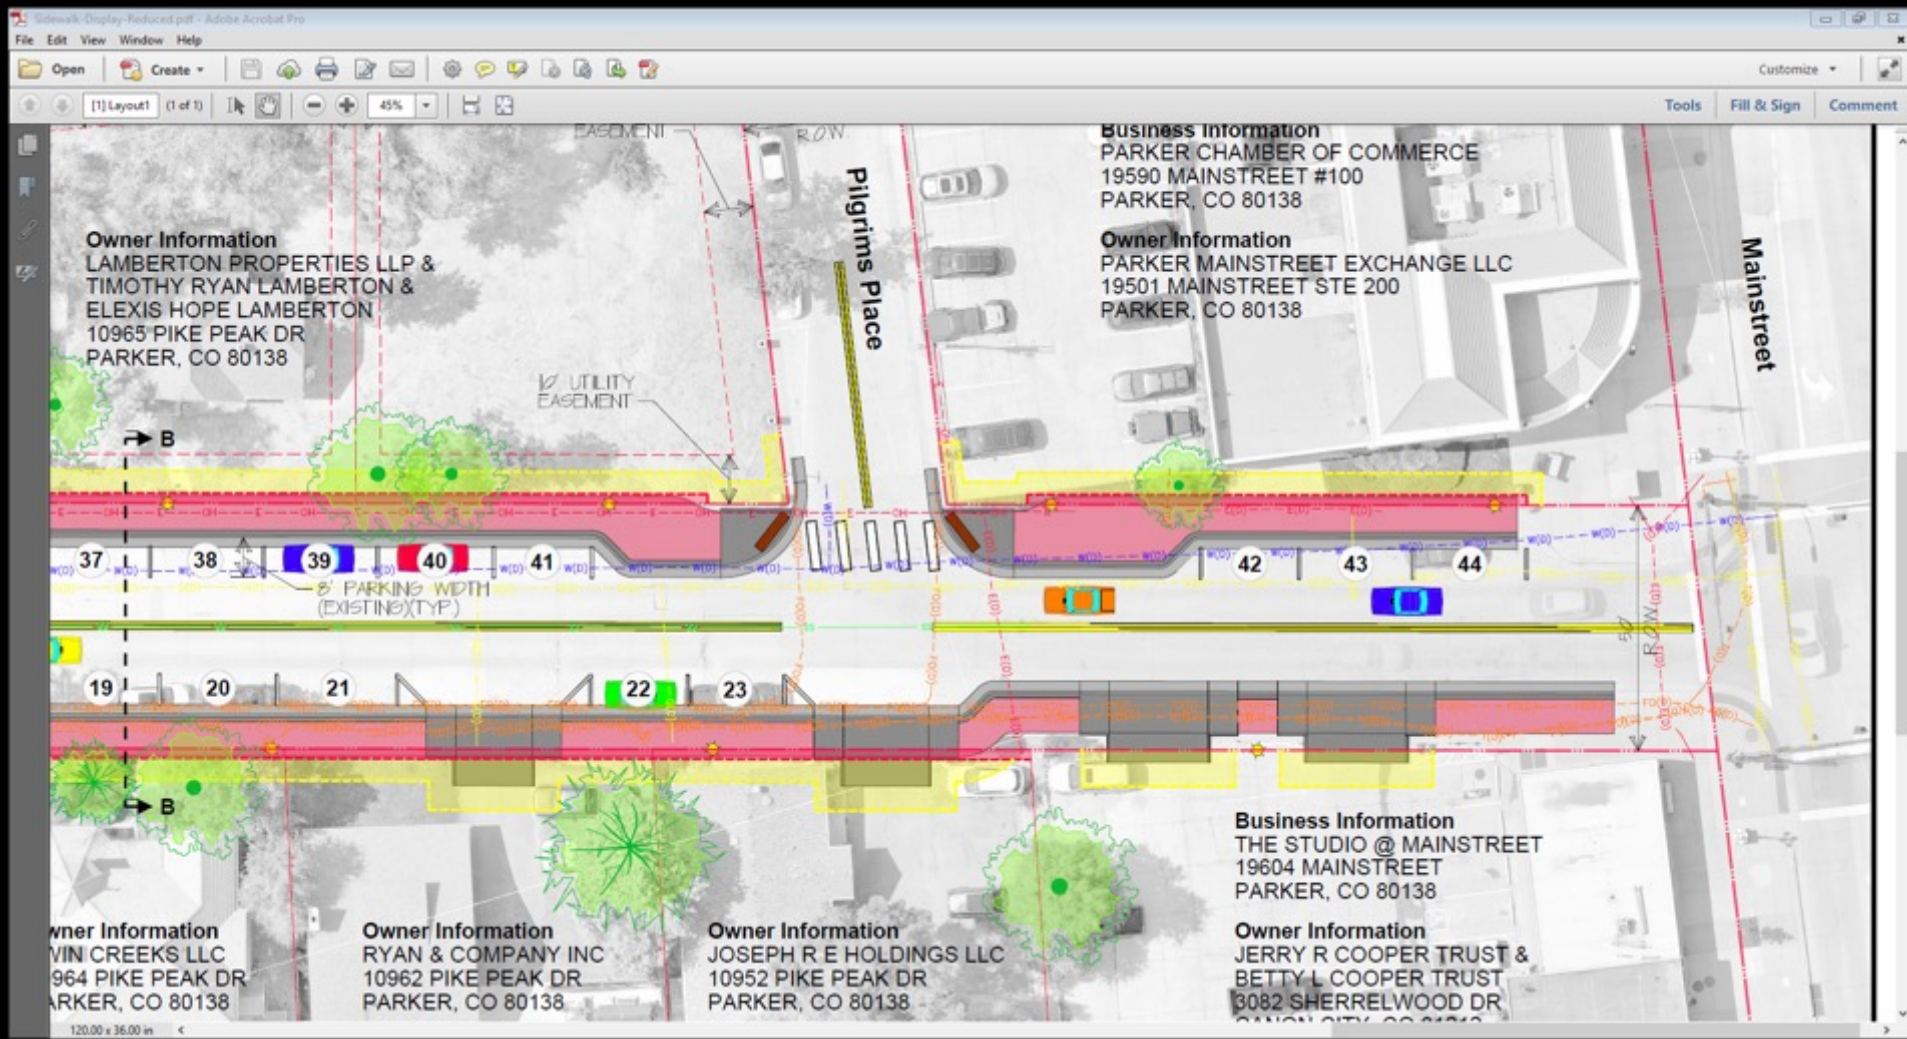 Sidewalk-Display-Reduced.pdf - Adobe Acrobat Pro
File Edit View Window Help
Open Create Customize
[1] Layout1 (1 of 1) 45% Tools Fill & Sign Comment
EASEMENT
R.O.W.
Business Information
PARKER CHAMBER OF COMMERCE
19590 MAINSTREET #100
PARKER, CO 80138
Owner Information
PARKER MAINSTREET EXCHANGE LLC
19501 MAINSTREET STE 200
PARKER, CO 80138
Pilgrims Place
Mainstreet
Owner Information
LAMBERTON PROPERTIES LLP &
TIMOTHY RYAN LAMBERTON &
ELEXIS HOPE LAMBERTON
10965 PIKE PEAK DR
PARKER, CO 80138
10' UTILITY
EASEMENT
B
37 38 39 40 41 42 43 44
8' PARKING WIDTH
(EXISTING)(TYP.)
50'
R.O.W.
19 20 21 22 23
B
Business Information
THE STUDIO @ MAINSTREET
19604 MAINSTREET
PARKER, CO 80138
wner Information
WIN CREEKS LLC
964 PIKE PEAK DR
ARKER, CO 80138
Owner Information
RYAN & COMPANY INC
10962 PIKE PEAK DR
PARKER, CO 80138
Owner Information
JOSEPH R E HOLDINGS LLC
10952 PIKE PEAK DR
PARKER, CO 80138
Owner Information
JERRY R COOPER TRUST &
BETTY L COOPER TRUST
3082 SHERRELWOOD DR
CANON CITY, CO
120.00 x 36.00 in